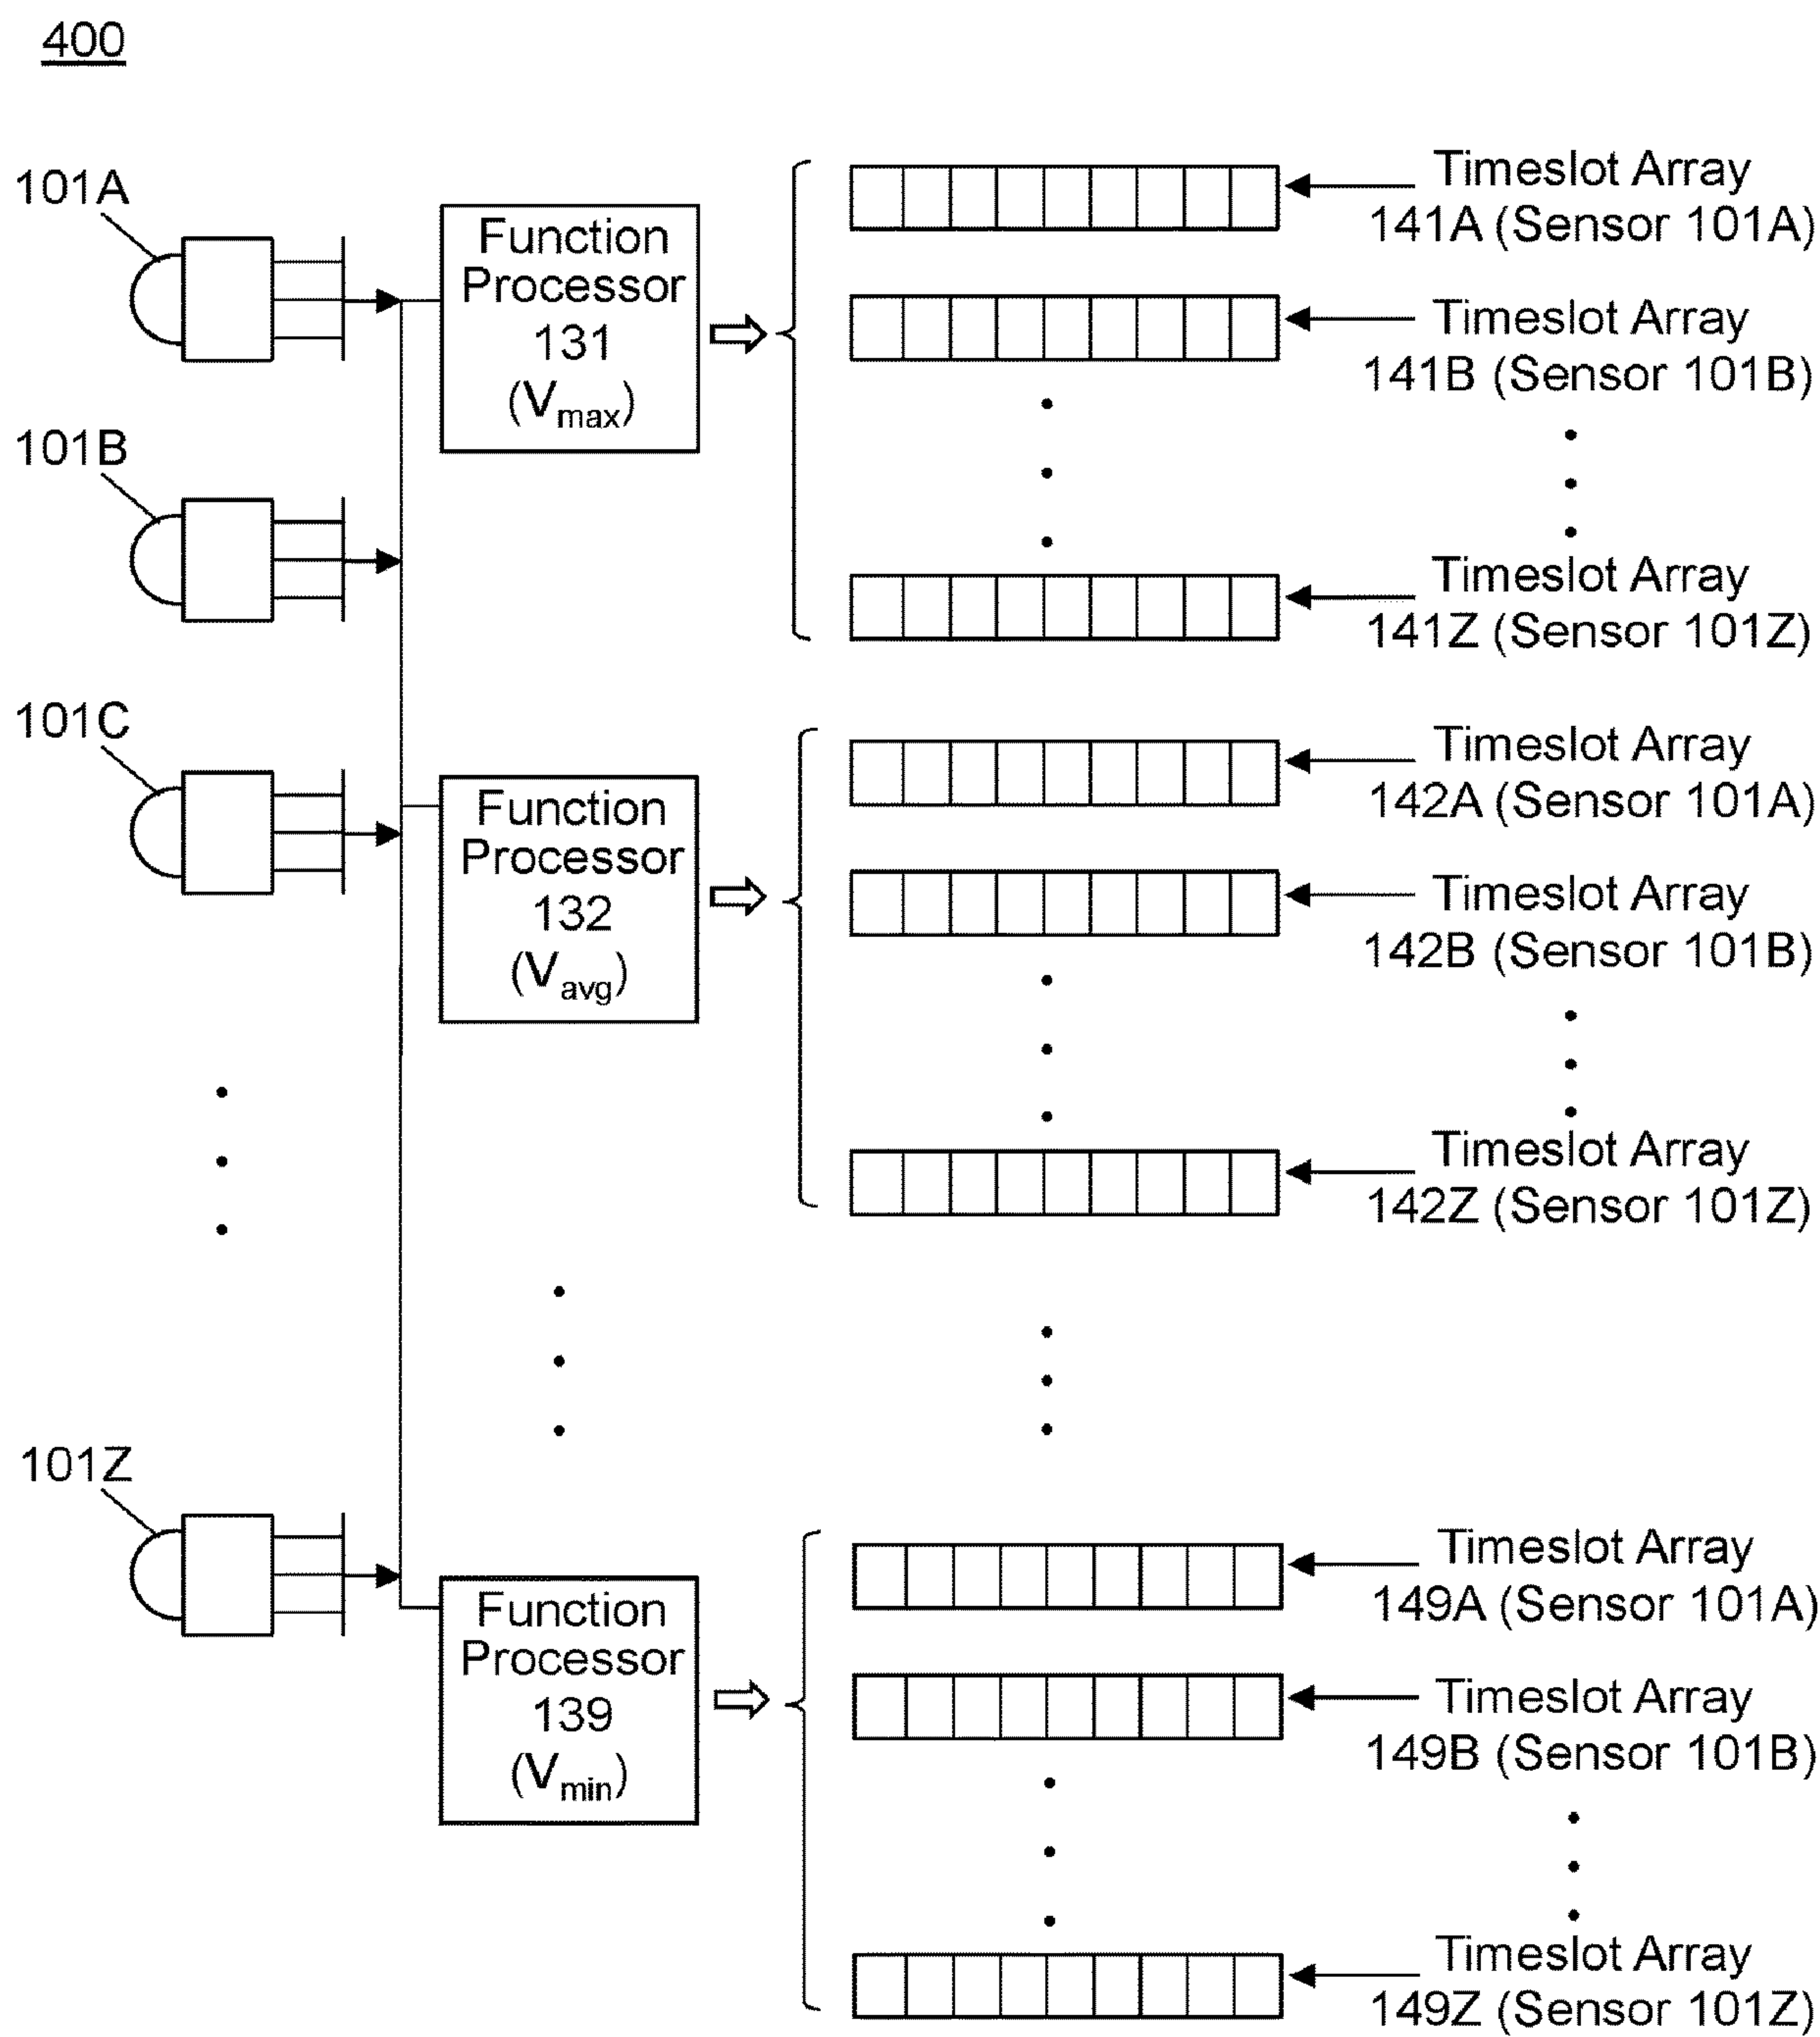 400
101A
101B
101C
101Z
Function
Processor
131
(Vmax)
Timeslot Array
141A (Sensor 101A)
Timeslot Array
141B (Sensor 101B)
Timeslot Array
141Z (Sensor 101Z)
Function
Processor
132
(Vavg)
Timeslot Array
142A (Sensor 101A)
Timeslot Array
142B (Sensor 101B)
Timeslot Array
142Z (Sensor 101Z)
Function
Processor
139
(Vmin)
Timeslot Array
149A (Sensor 101A)
Timeslot Array
149B (Sensor 101B)
Timeslot Array
149Z (Sensor 101Z)